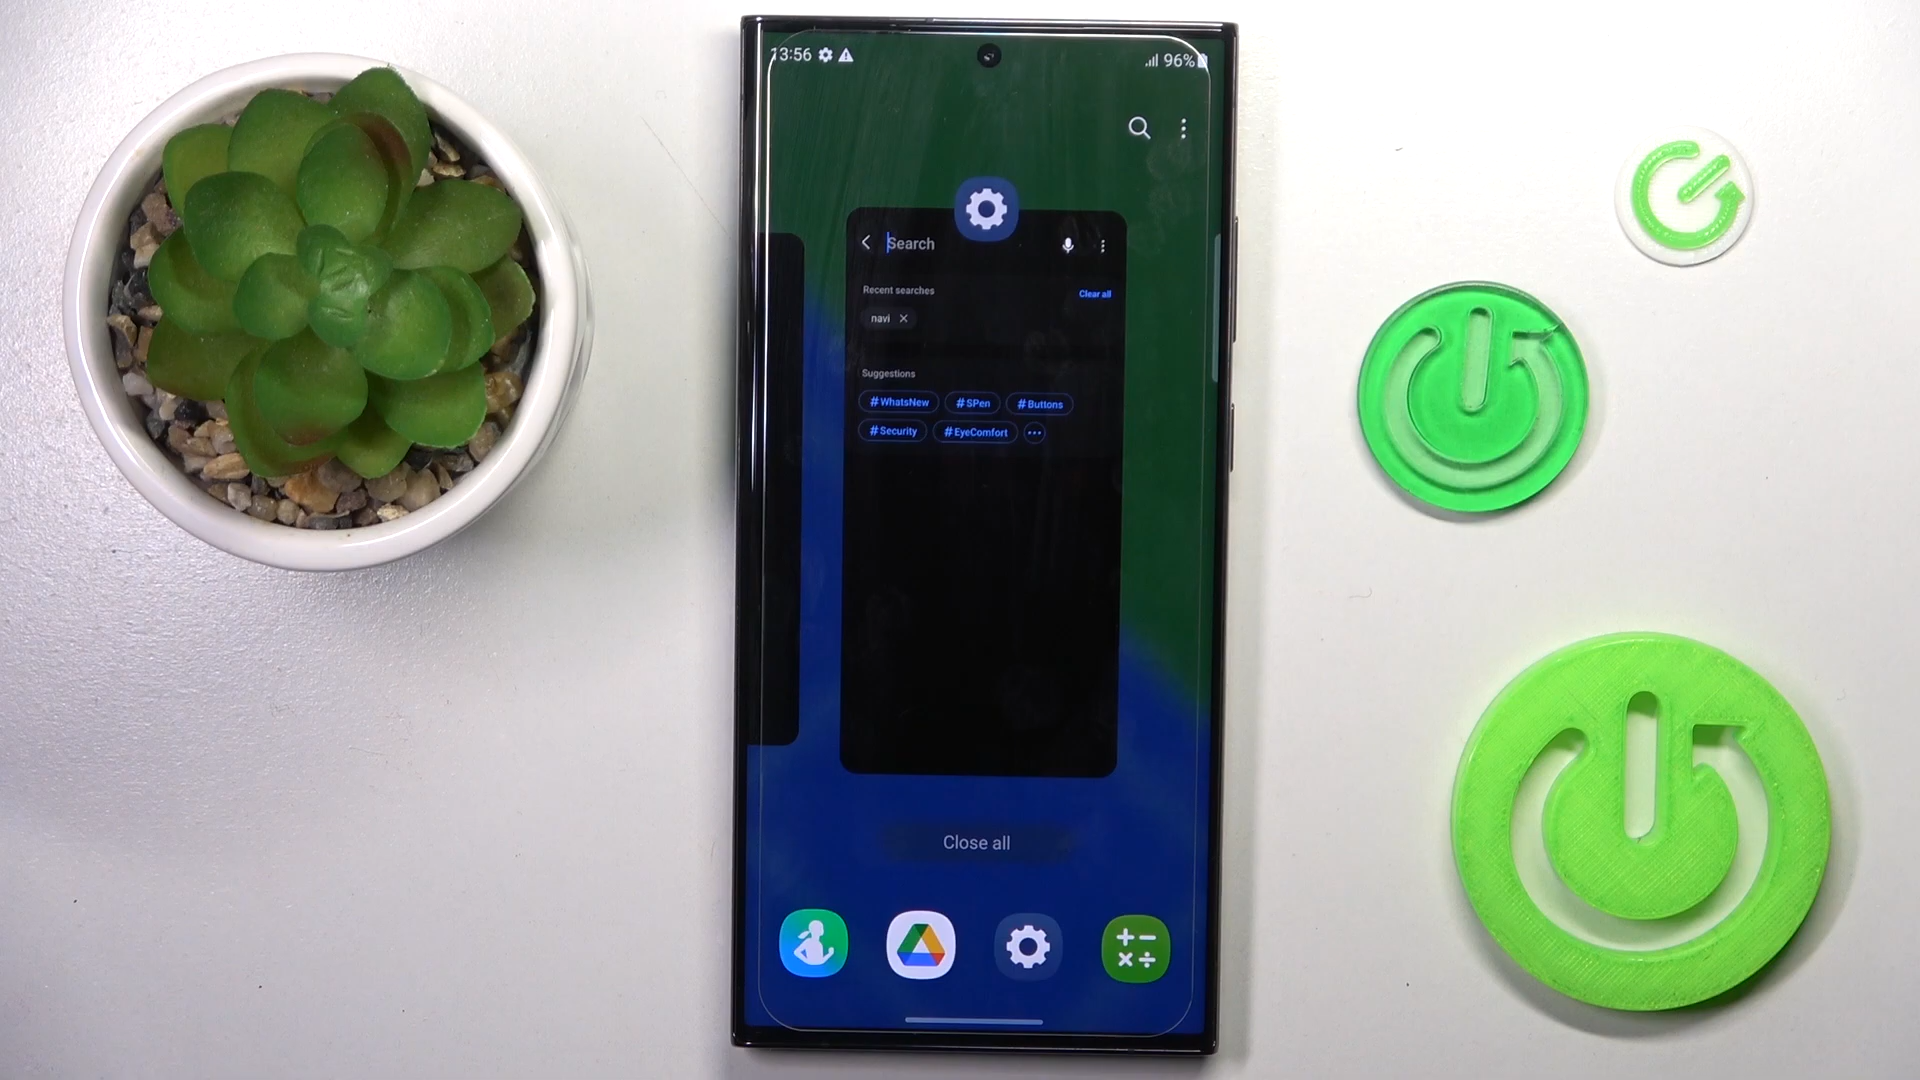 13:56
96%
Search
Recent searches
Clear all
navi
Suggestions
#WhatsNew #SPen #Buttons
#Security #EyeComfort
Close all